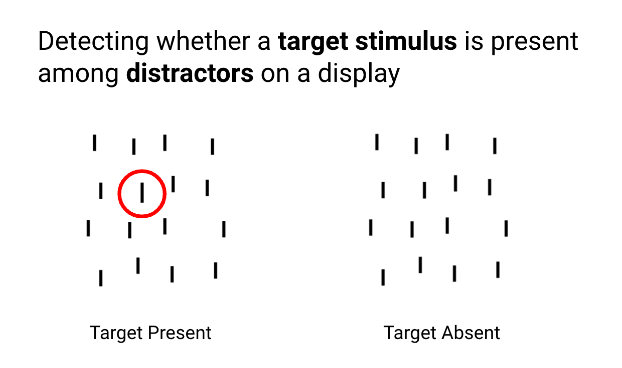 Detecting whether a target stimulus is present
among distractors on a display
Target Present
Target Absent